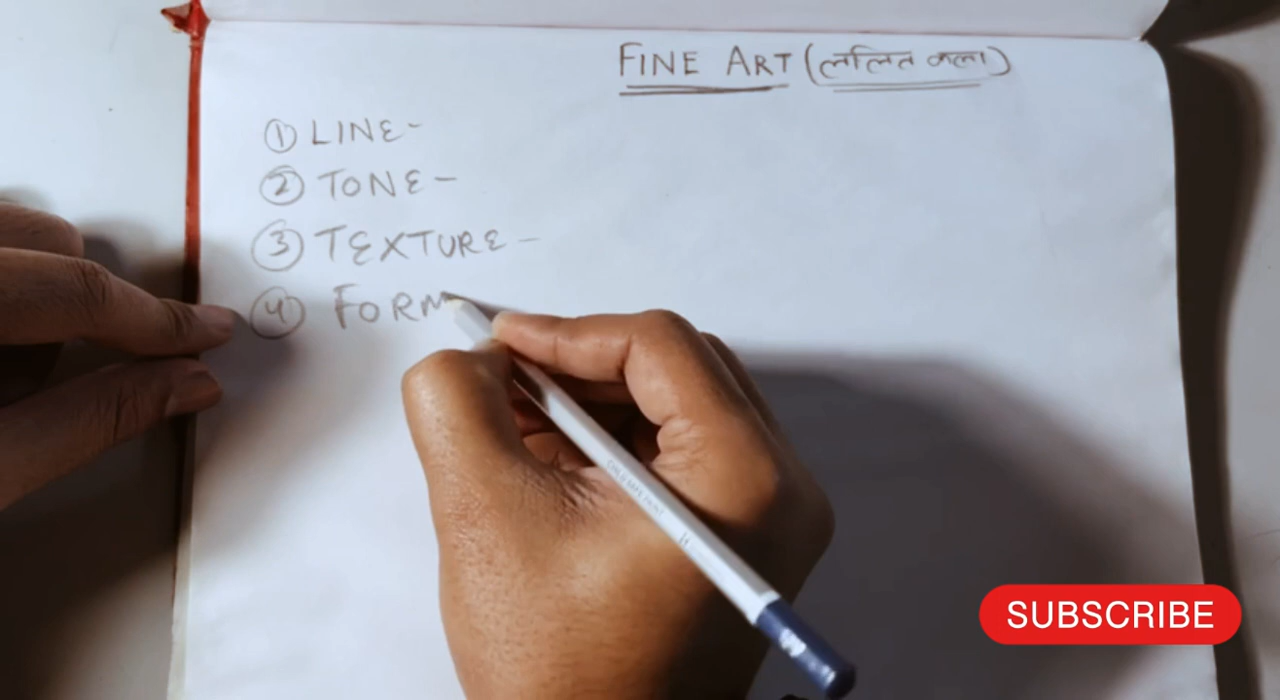 FINE ART (ललित कला)
① LINE-
② TONE-
③ TEXTURE-
④ FORM
SUBSCRIBE